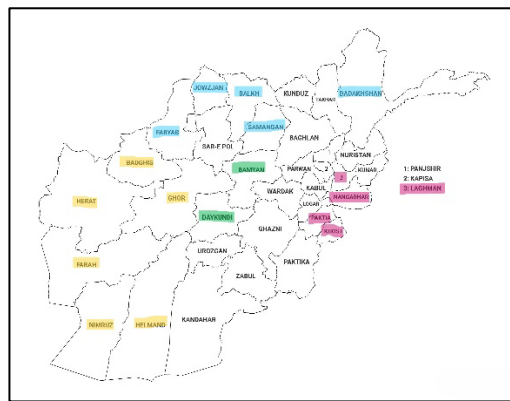 JOWZJAN
BALKH
KUNDUZ
BADAKHSHAN
TAKHAR
FARYAB
SAMANGAN
SAR-E POL
BAGHLAN
BADGHIS
NURISTAN
BAMYAN
PARWAN
2
KUNAR
1: PANJSHIR
2: KAPISA
3: LAGHMAN
3
KABUL
WARDAK
NANGARHAR
HERAT
GHOR
LOGAR
DAYKUNDI
PAKTIA
GHAZNI
KHOST
UROZGAN
FARAH
PAKTIKA
ZABUL
NIMRUZ
HELMAND
KANDAHAR